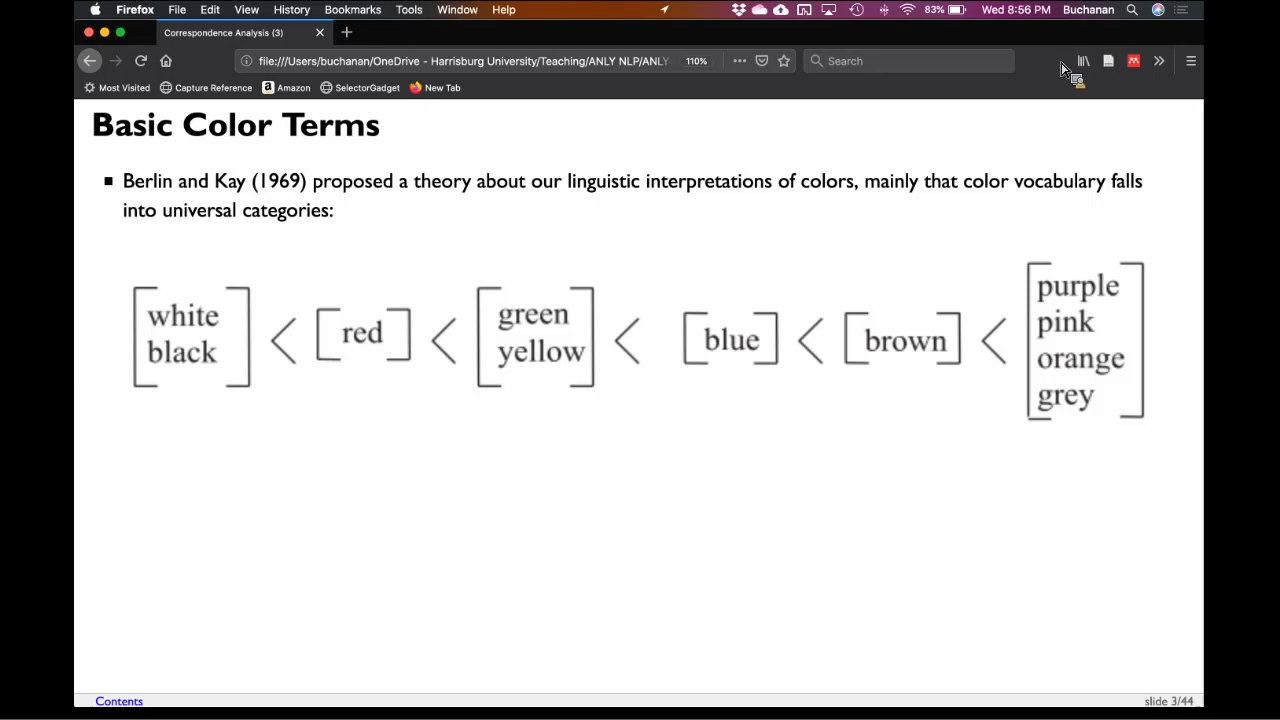 Firefox File Edit View History Bookmarks Tools Window Help 83% Wed 8:56 PM Buchanan
Correspondence Analysis (3)
file:///Users/buchanan/OneDrive - Harrisburg University/Teaching/ANLY NLP/ANLY 110% Search
Most Visited Capture Reference Amazon SelectorGadget New Tab
Basic Color Terms
Berlin and Kay (1969) proposed a theory about our linguistic interpretations of colors, mainly that color vocabulary falls
into universal categories:
[white black] < [red] < [green yellow] < [blue] < [brown] < [purple pink orange grey]
Contents slide 3/44